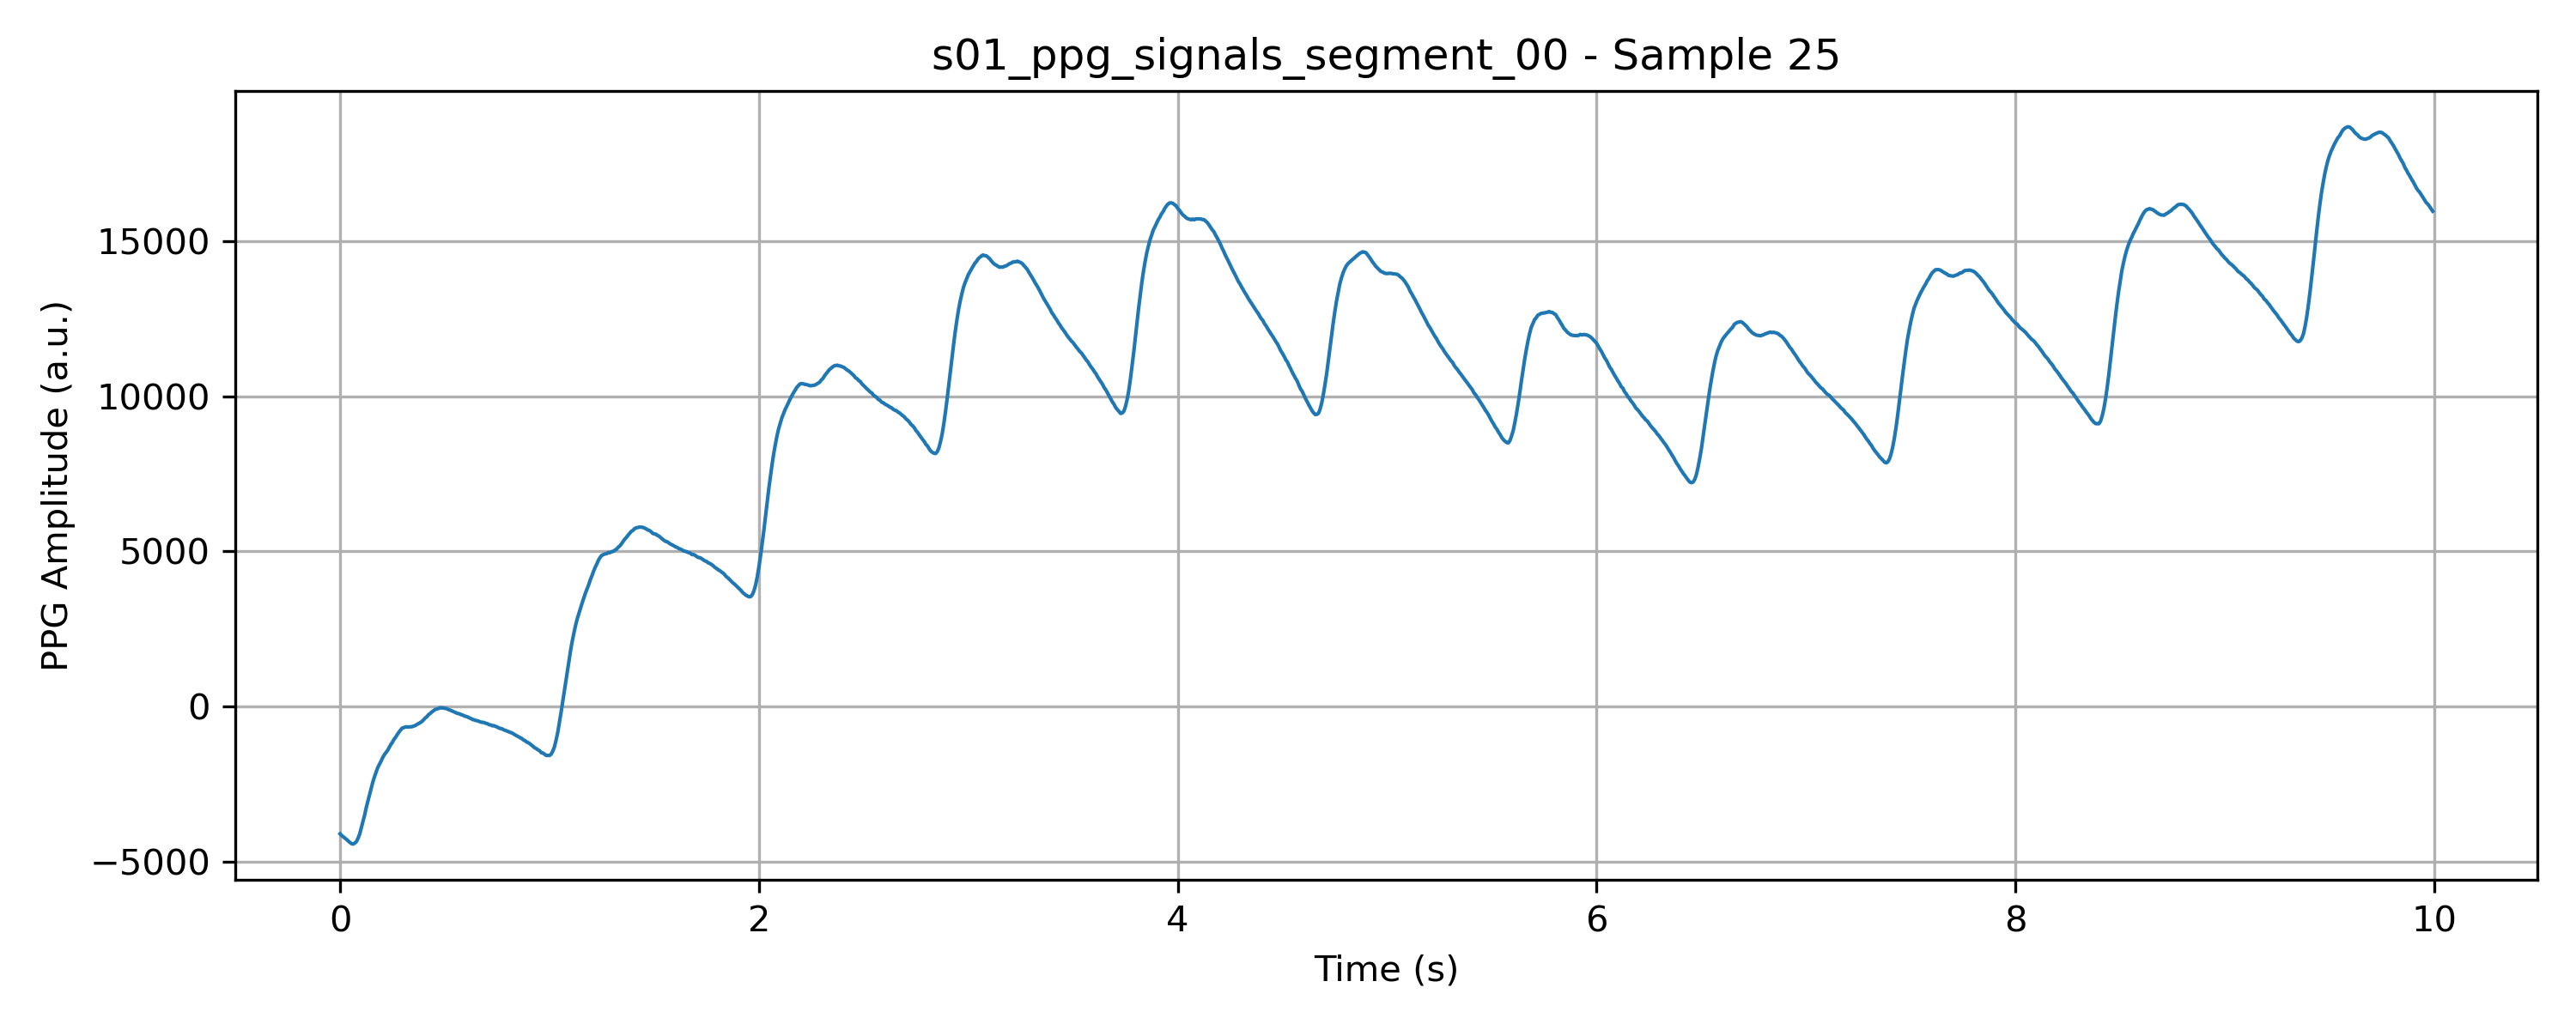 s01_ppg_signals_segment_00 - Sample 25
PPG Amplitude (a.u.)
15000
10000
5000
0
−5000
0 2 4 6 8 10
Time (s)